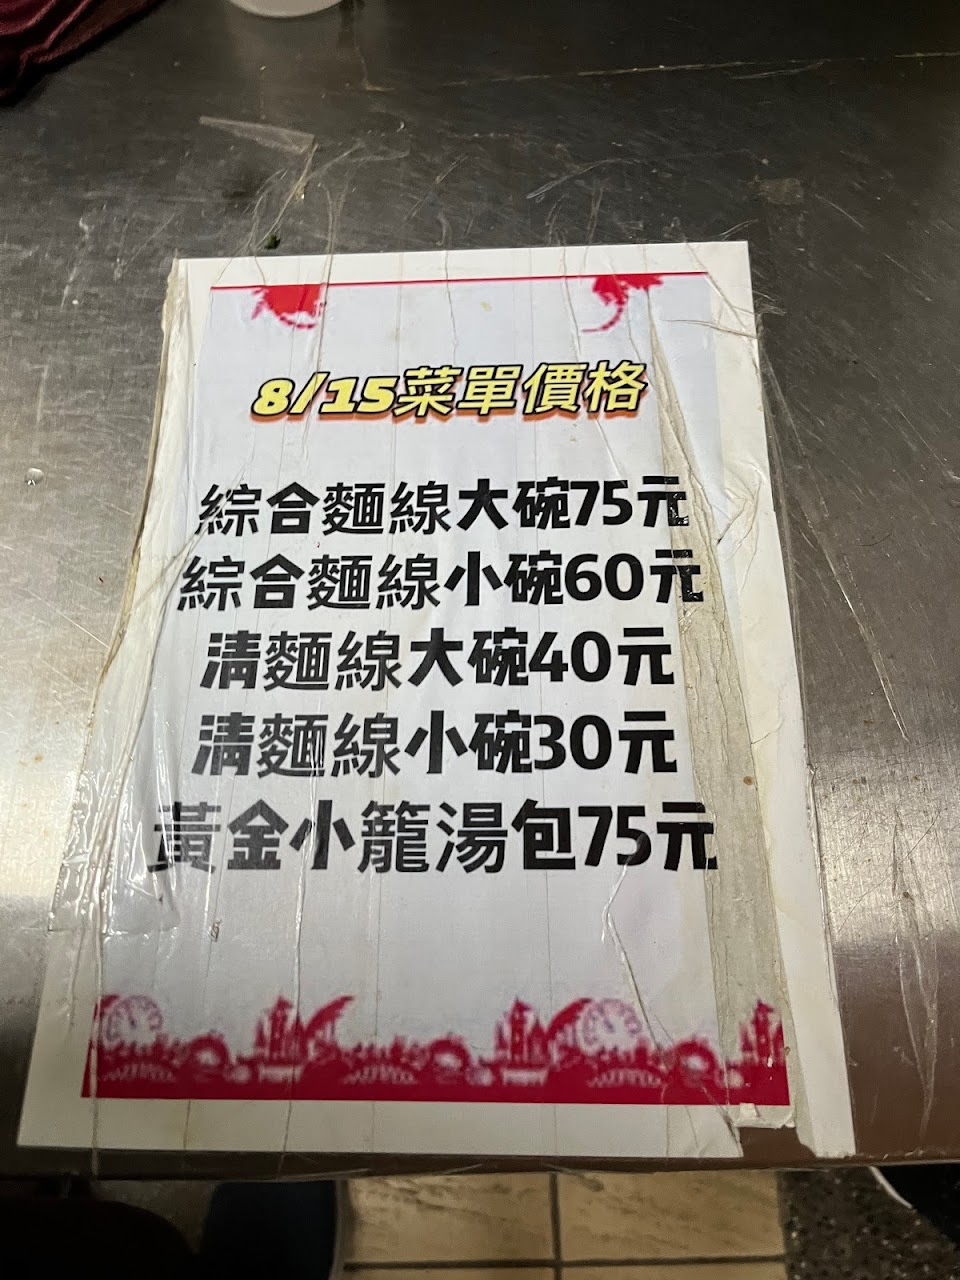 8/15菜單價格
綜合麵線大碗75元
綜合麵線小碗60元
清麵線大碗40元
清麵線小碗30元
黃金小籠湯包75元